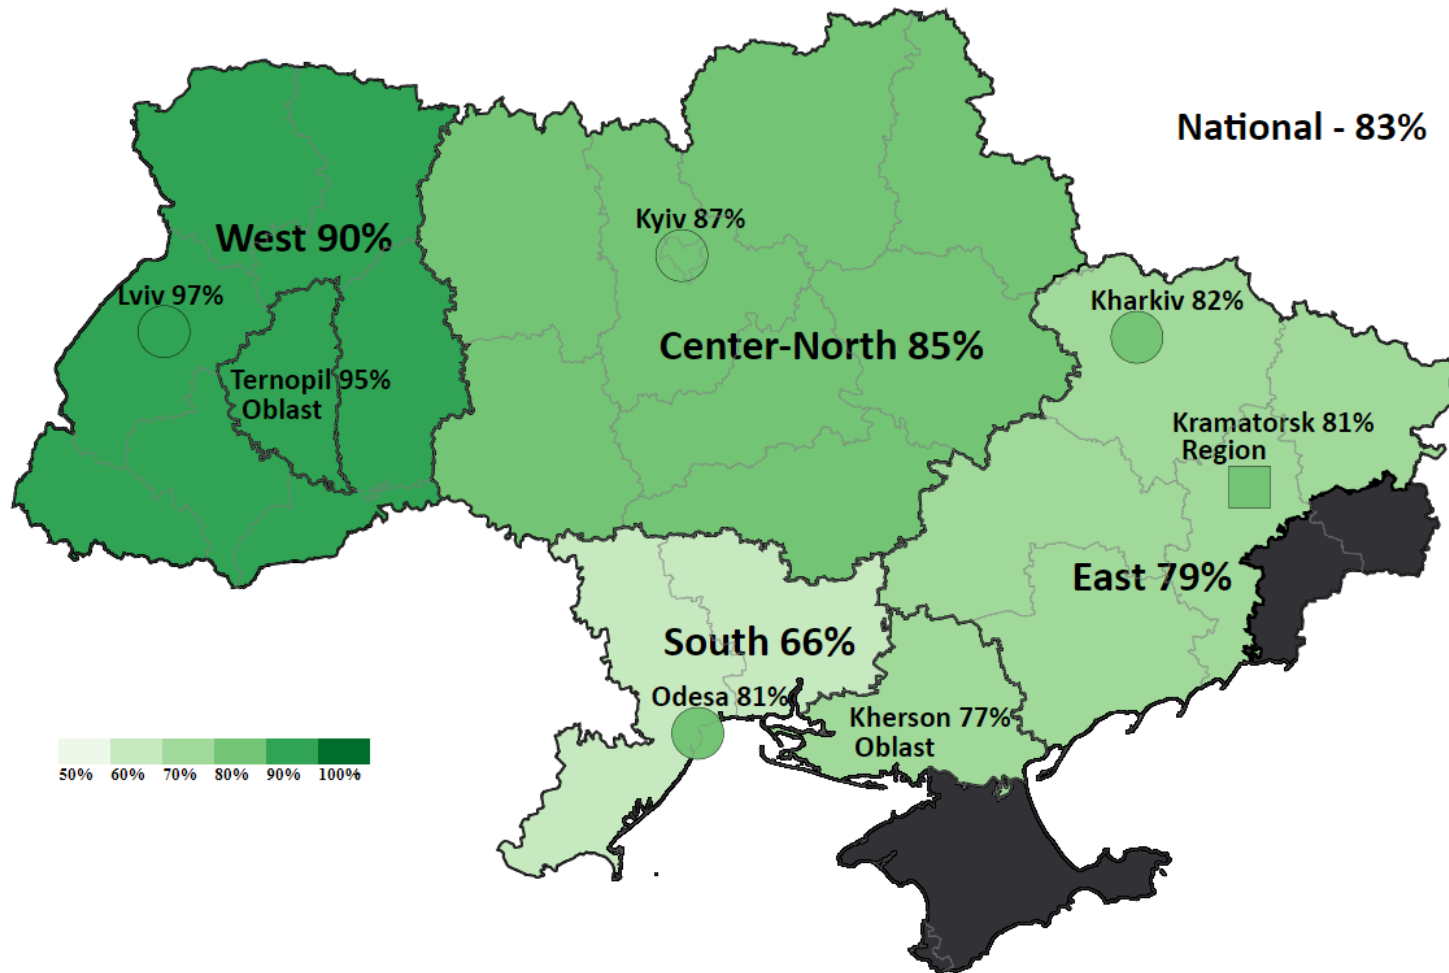 National - 83%
Kyiv 87%
West 90%
Lviv 97%
Kharkiv 82%
Center-North 85%
Ternopil 95%
Oblast
Kramatorsk 81%
Region
East 79%
South 66%
Odesa 81%
Kherson 77%
Oblast
50% 60% 70% 80% 90% 100%